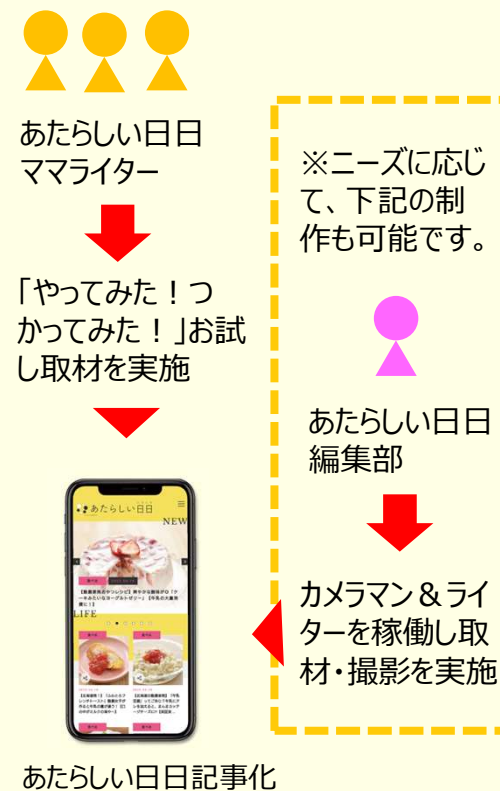 あたらしい日日
ママライター
「やってみた！つ
かってみた！」お試
し取材を実施
あたらしい日日
NEW
LIFE
あたらしい日日記事化
※ニーズに応じ
て、下記の制
作も可能です。
あたらしい日日
編集部
カメラマン＆ライ
ターを稼働し取
材・撮影を実施